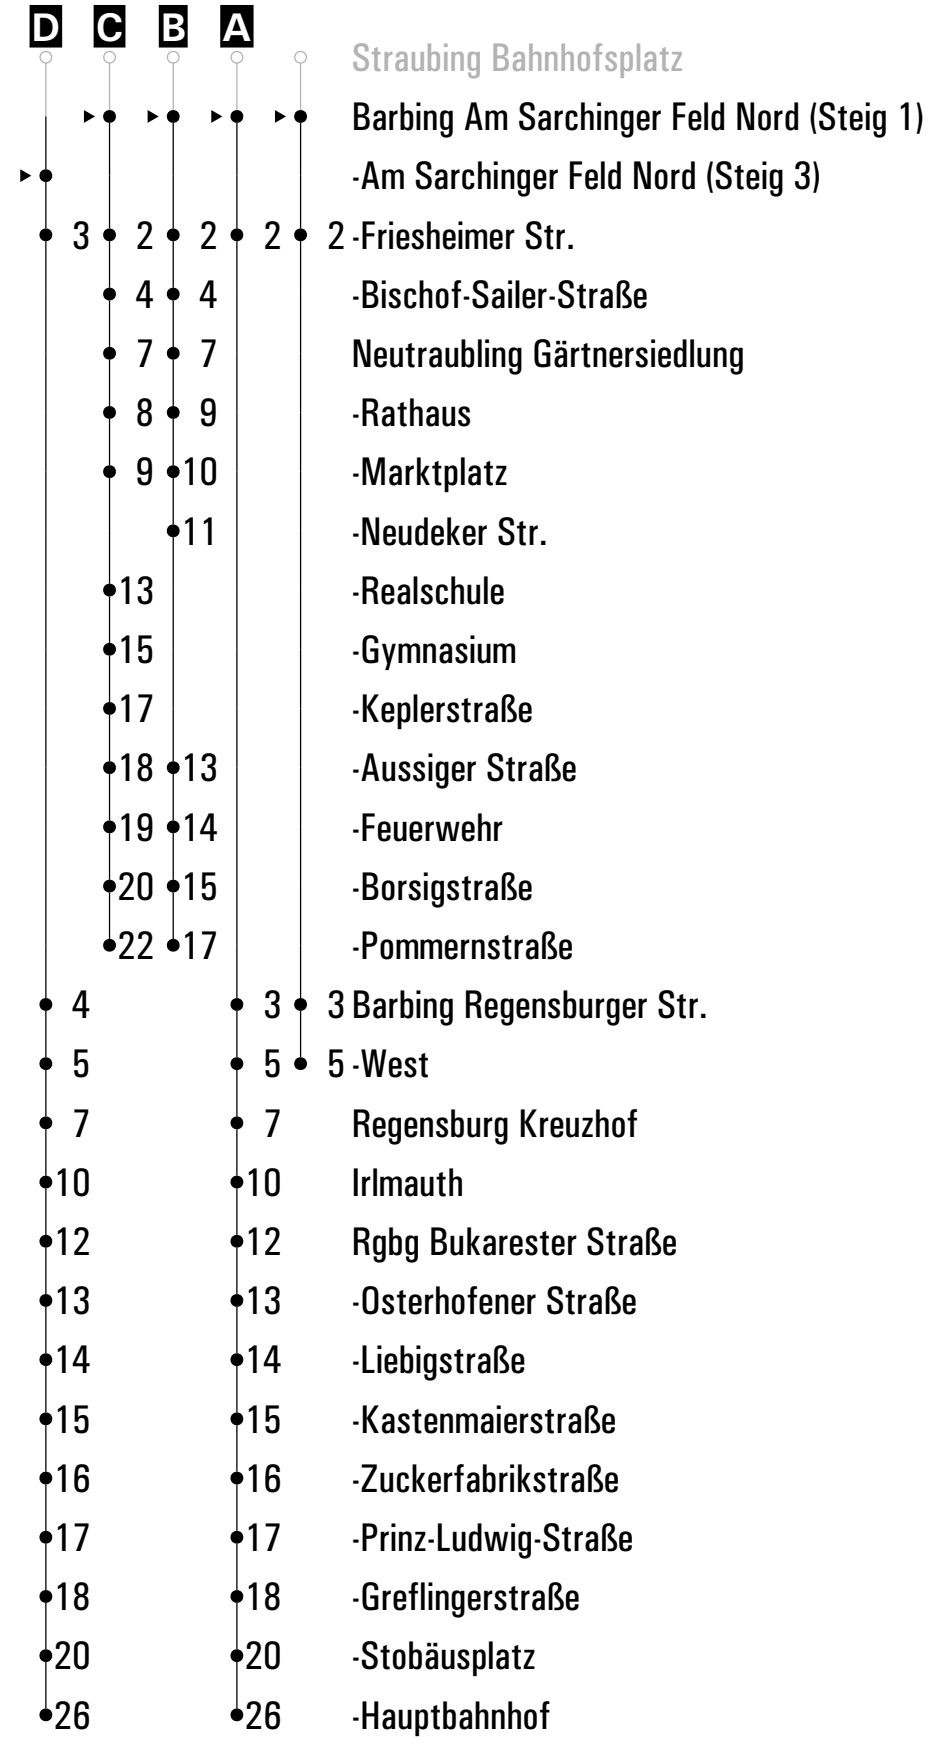 D C B A
Straubing Bahnhofsplatz
Barbing Am Sarchinger Feld Nord (Steig 1)
-Am Sarchinger Feld Nord (Steig 3)
3 2 2 2 2 -Friesheimer Str.
4 4 -Bischof-Sailer-Straße
7 7 Neutraubling Gärtnersiedlung
8 9 -Rathaus
9 10 -Marktplatz
11 -Neudeker Str.
13 -Realschule
15 -Gymnasium
17 -Keplerstraße
18 13 -Aussiger Straße
19 14 -Feuerwehr
20 15 -Borsigstraße
22 17 -Pommernstraße
4 3 3 Barbing Regensburger Str.
5 5 5 -West
7 7 Regensburg Kreuzhof
10 10 Irlmauth
12 12 Rgbg Bukarester Straße
13 13 -Osterhofener Straße
14 14 -Liebigstraße
15 15 -Kastenmaierstraße
16 16 -Zuckerfabrikstraße
17 17 -Prinz-Ludwig-Straße
18 18 -Greflingerstraße
20 20 -Stobäusplatz
26 26 -Hauptbahnhof